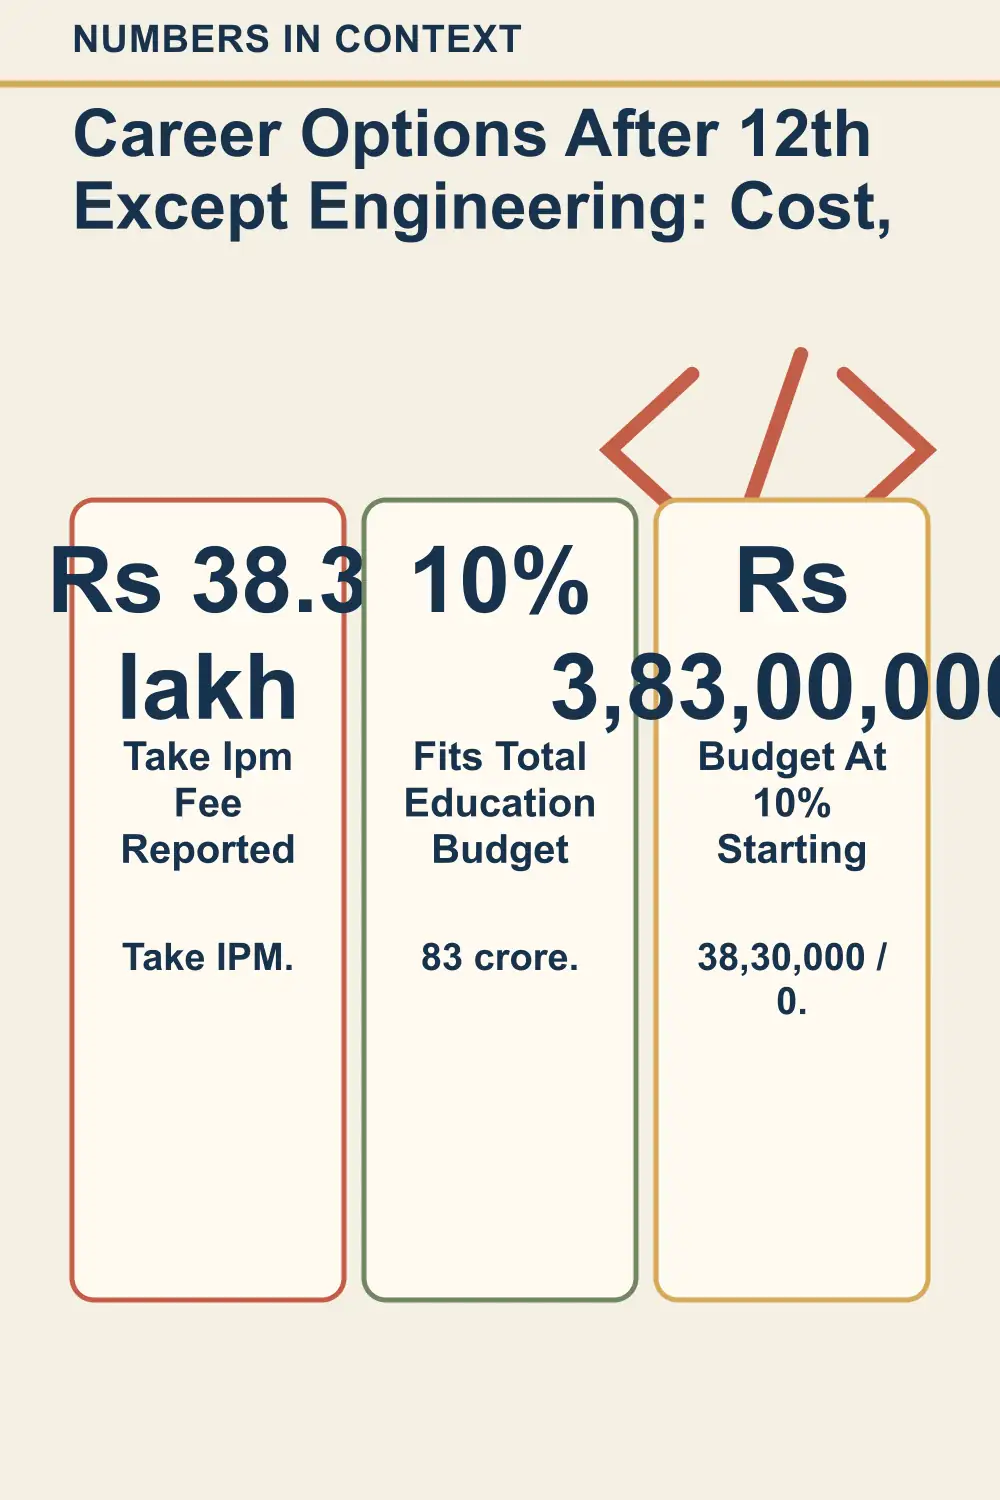 NUMBERS IN CONTEXT
Career Options After 12th
Except Engineering: Cost,
Rs 38.3
lakh
Take Ipm
Fee
Reported
Take IPM.
10%
Fits Total
Education
Budget
83 crore.
Rs
3,83,00,000
Budget At
10%
Starting
38,30,000 /
0.